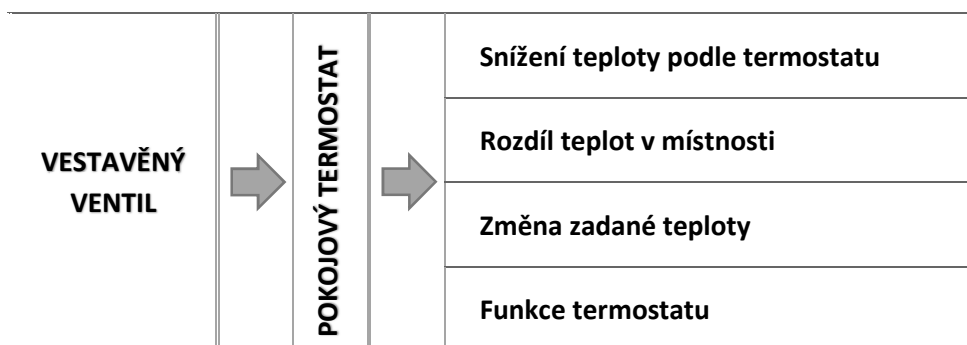 VESTAVĚNÝ
VENTIL
POKOJOVÝ TERMOSTAT
Snížení teploty podle termostatu
Rozdíl teplot v místnosti
Změna zadané teploty
Funkce termostatu